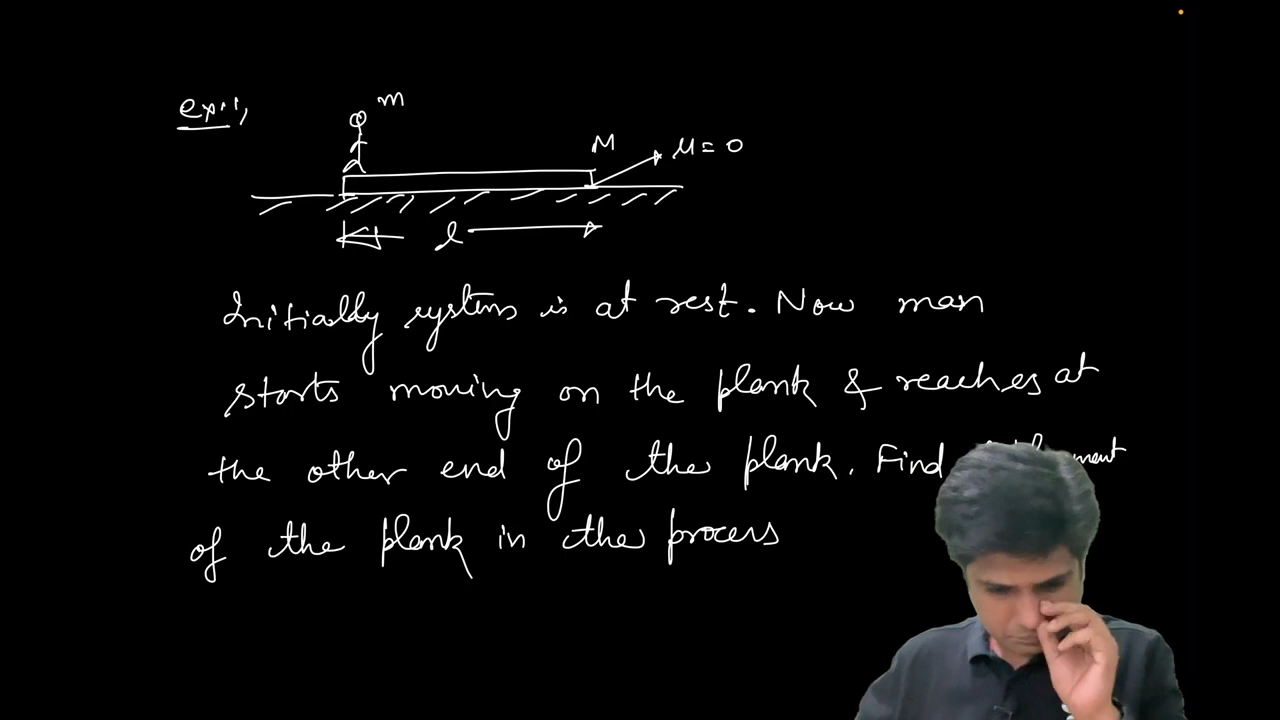 ex:-,
m
M
μ = 0
l
Initially system is at rest. Now man
starts moving on the plank & reaches at
the other end of the plank. Find
of the plank in the process